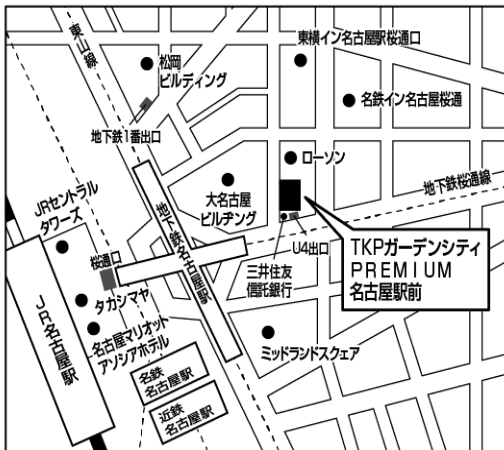 東山線
松岡
ビルディング
東横イン名古屋駅桜通口
名鉄イン名古屋桜通
地下鉄1番出口
ローソン
大名古屋
ビルヂング
地下鉄桜通線
JRセントラル
タワーズ
地下鉄名古屋駅
U4出口
桜通口
三井住友
信託銀行
TKPガーデンシティ
PREMIUM
名古屋駅前
タカシマヤ
JR名古屋駅
名古屋マリオット
アソシアホテル
ミッドランドスクェア
名鉄
名古屋駅
近鉄
名古屋駅